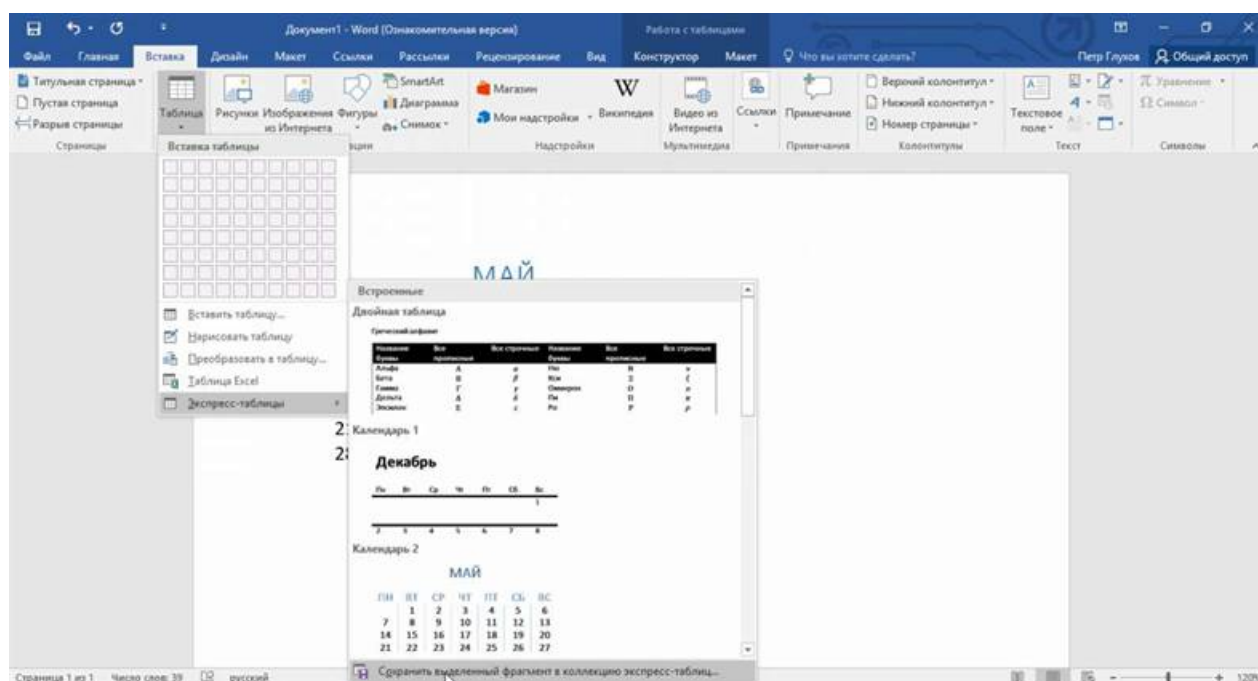 Документ1 - Word (Ознакомительная версия)
Работа с таблицами
Файл Главная Вставка Дизайн Макет Ссылки Рассылки Рецензирование Вид Конструктор Макет Что вы хотите сделать? Петр Глухов Общий доступ
Титульная страница
Пустая страница
Разрыв страницы
Страницы
Таблица
Рисунки
Изображения из Интернета
Фигуры
SmartArt
Диаграмма
Снимок
Магазин
Мои надстройки
W
Википедия
Надстройки
Видео из Интернета
Мультимедиа
Ссылки
Примечание
Примечания
Верхний колонтитул
Нижний колонтитул
Номер страницы
Колонтитулы
Текстовое поле
Текст
Уравнение
Символ
Символы
Вставка таблицы
Вставить таблицу...
Нарисовать таблицу
Преобразовать в таблицу...
Таблица Excel
Экспресс-таблицы
МАЙ
Встроенные
Двойная таблица
Греческий алфавит
Календарь 1
Декабрь
Пн Вт Ср Чт Пт Сб Вс
1
2 3 4 5 6 7 8
Календарь 2
МАЙ
ПН ВТ СР ЧТ ПТ СБ ВС
1 2 3 4 5 6
7 8 9 10 11 12 13
14 15 16 17 18 19 20
21 22 23 24 25 26 27
Сохранить выделенный фрагмент в коллекцию экспресс-таблиц...
Страница 1 из 1 Число слов: 39 русский 120%